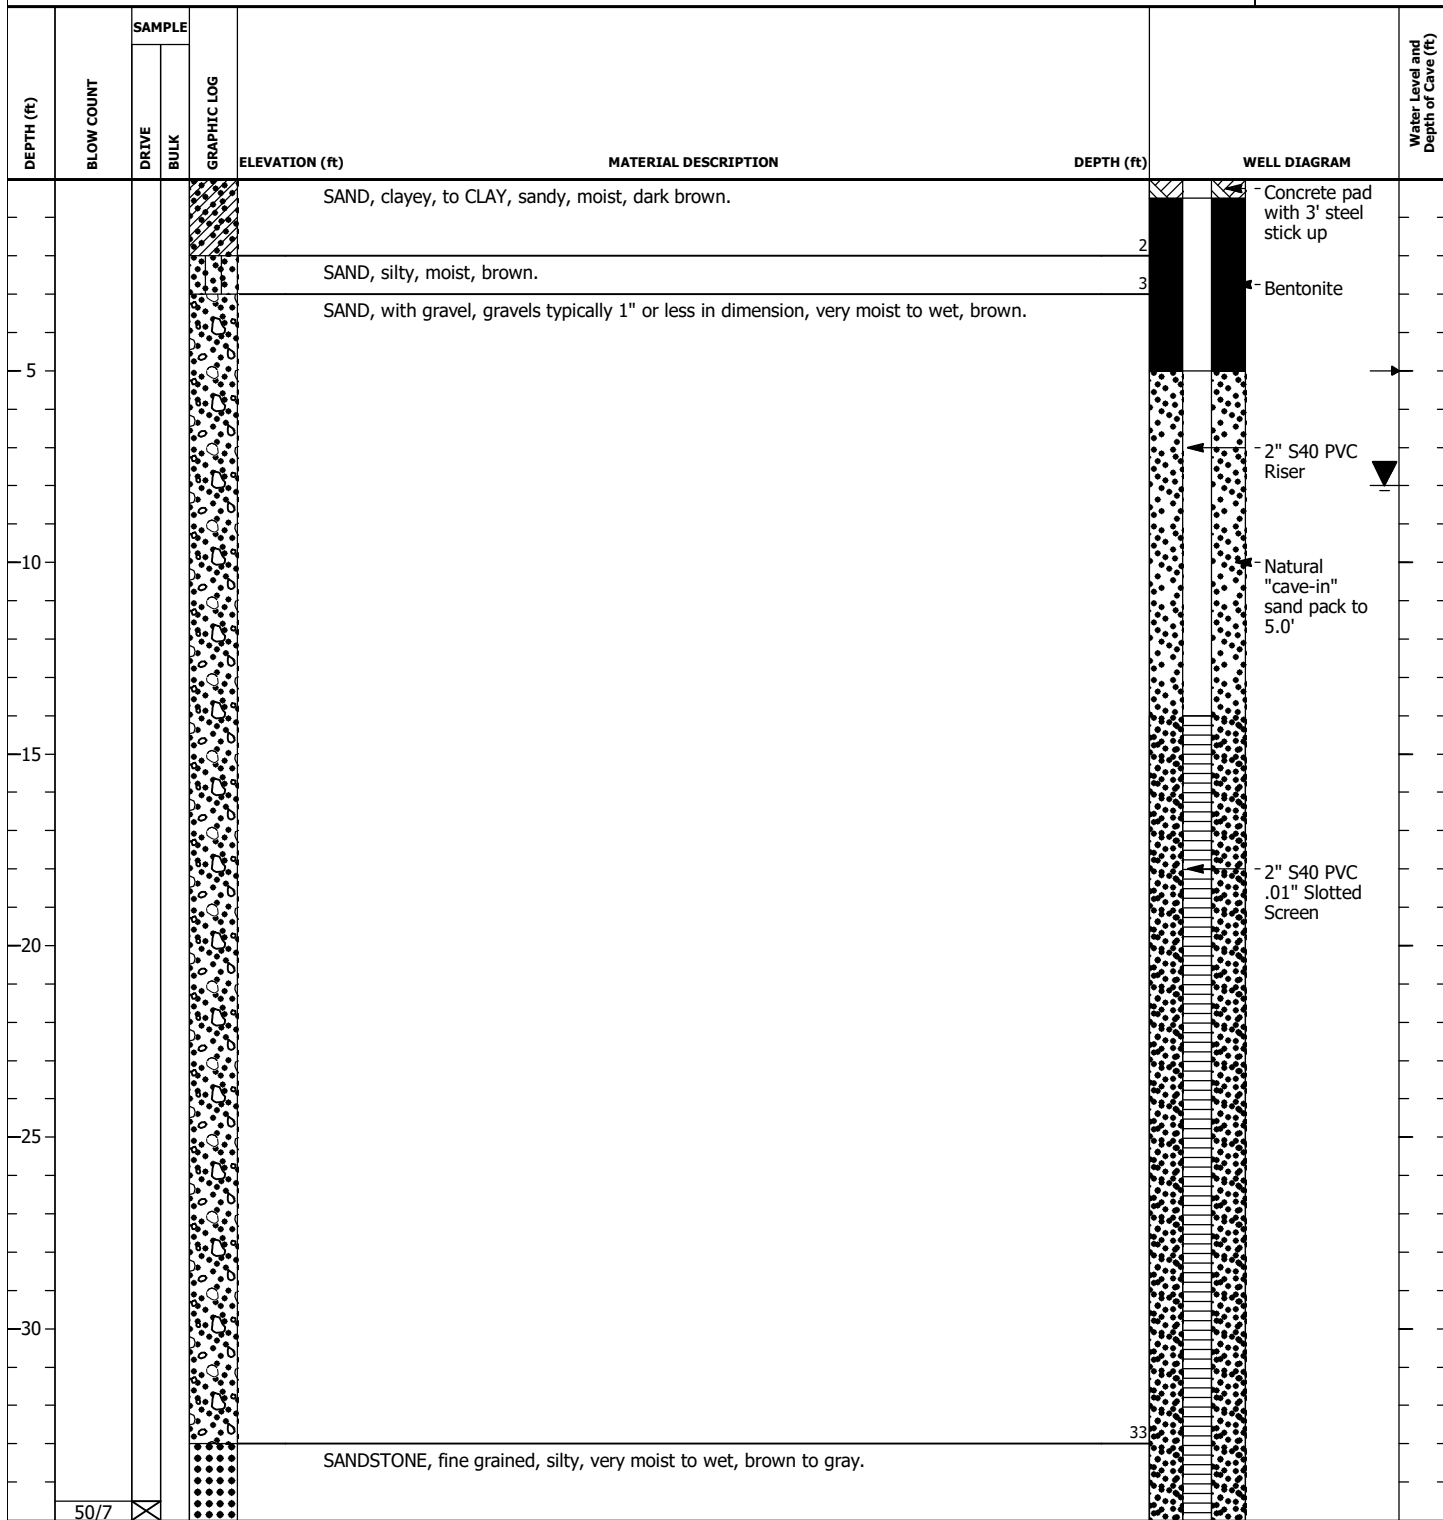 SAMPLE
DEPTH (ft)
BLOW COUNT
DRIVE
BULK
GRAPHIC LOG
ELEVATION (ft)
MATERIAL DESCRIPTION
DEPTH (ft)
WELL DIAGRAM
Water Level and
Depth of Cave (ft)
SAND, clayey, to CLAY, sandy, moist, dark brown.
Concrete pad
with 3' steel
stick up
2
SAND, silty, moist, brown.
3
Bentonite
SAND, with gravel, gravels typically 1" or less in dimension, very moist to wet, brown.
5
2" S40 PVC
Riser
10
Natural
"cave-in"
sand pack to
5.0'
15
2" S40 PVC
.01" Slotted
Screen
20
25
30
33
SANDSTONE, fine grained, silty, very moist to wet, brown to gray.
50/7